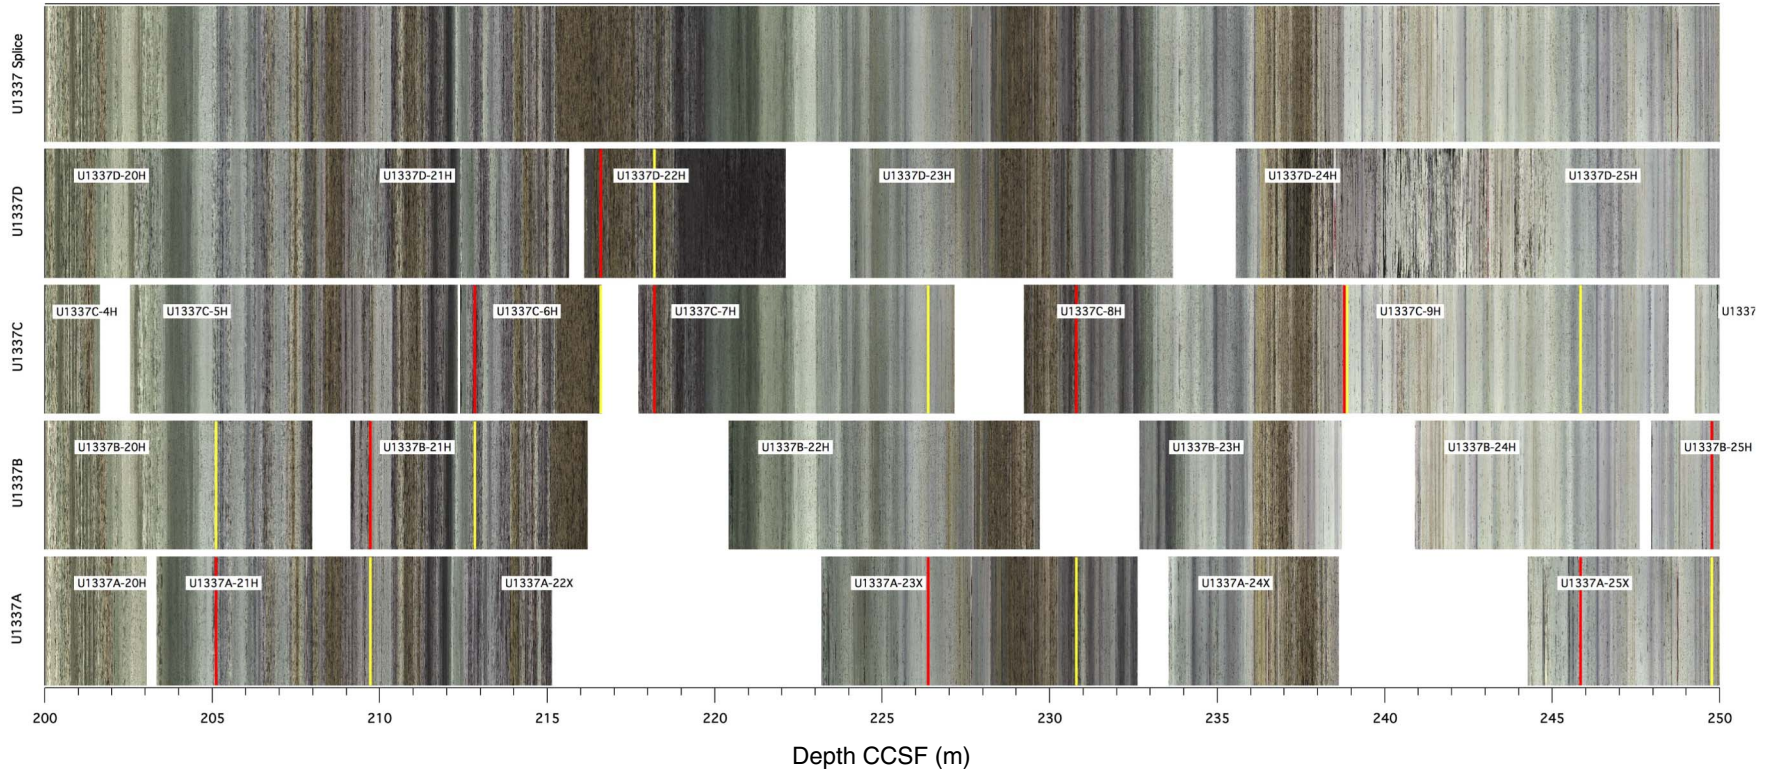 U1337 Splice
U1337D
U1337D-20H
U1337D-21H
U1337D-22H
U1337D-23H
U1337D-24H
U1337D-25H
U1337C
U1337C-4H
U1337C-5H
U1337C-6H
U1337C-7H
U1337C-8H
U1337C-9H
U1337
U1337B
U1337B-20H
U1337B-21H
U1337B-22H
U1337B-23H
U1337B-24H
U1337B-25H
U1337A
U1337A-20H
U1337A-21H
U1337A-22X
U1337A-23X
U1337A-24X
U1337A-25X
200 205 210 215 220 225 230 235 240 245 250
Depth CCSF (m)